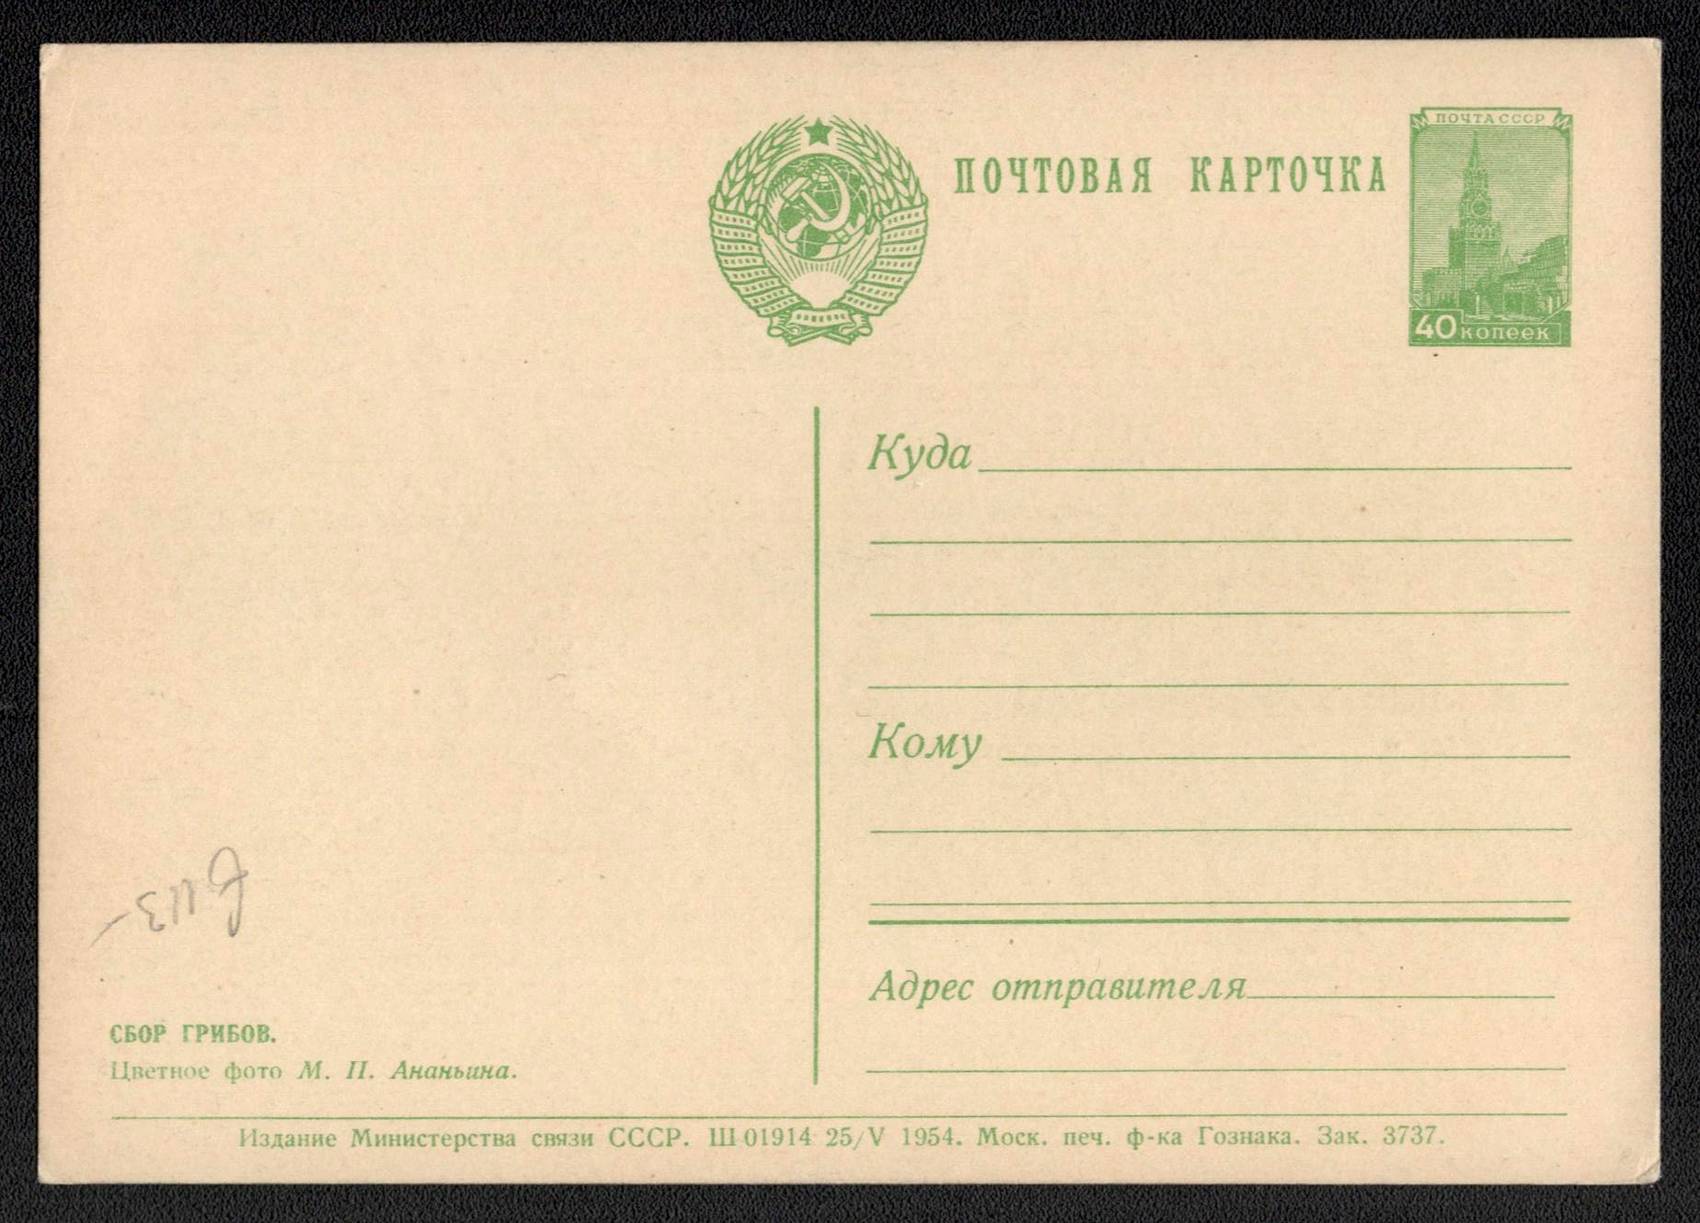 ПОЧТА СССР
ПОЧТОВАЯ КАРТОЧКА
40 копеек
Куда
Кому
Адрес отправителя
СБОР ГРИБОВ.
Цветное фото М. П. Ананьина.
Издание Министерства связи СССР. Ш 01914 25/V 1954. Моск. печ. ф-ка Гознака. Зак. 3737.